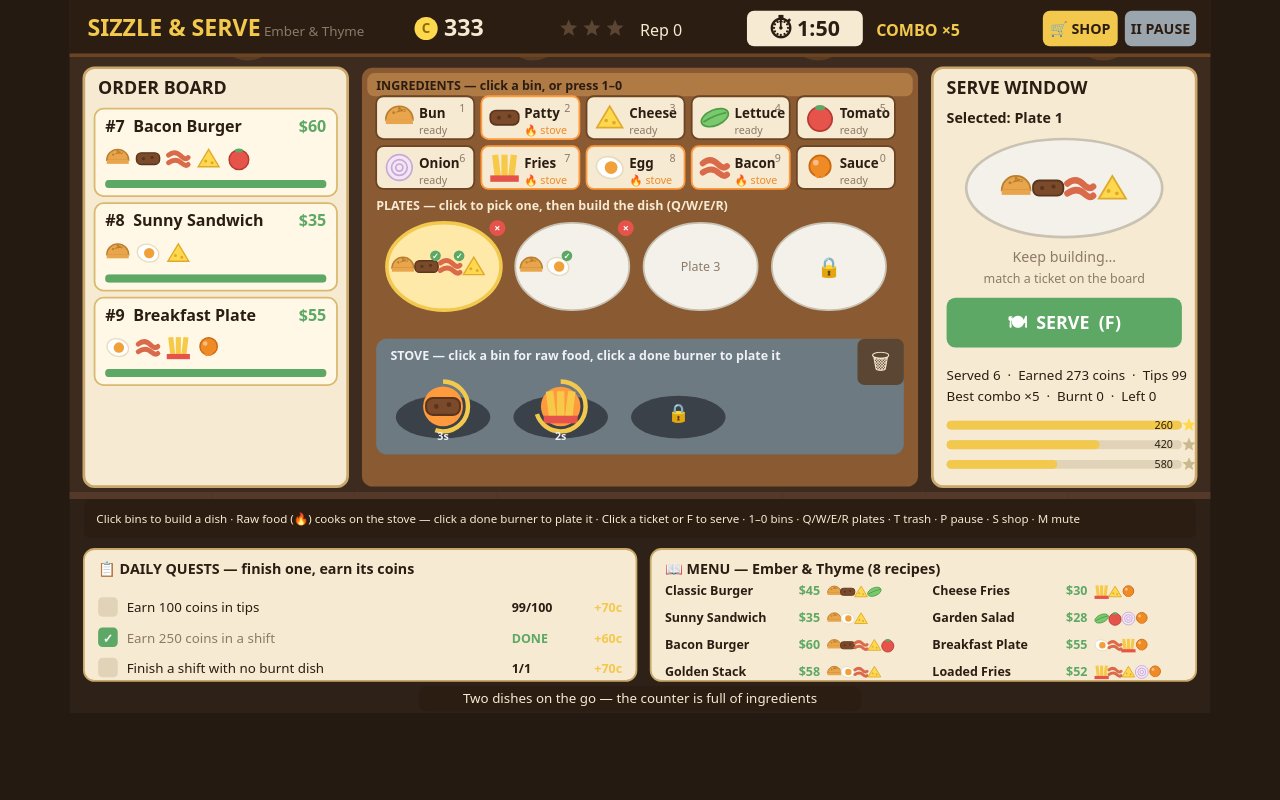 SIZZLE & SERVE Ember & Thyme
C 333
Rep 0
1:50
COMBO ×5
SHOP
II PAUSE
ORDER BOARD
#7 Bacon Burger $60
#8 Sunny Sandwich $35
#9 Breakfast Plate $55
INGREDIENTS — click a bin, or press 1–0
Bun 1
ready
Patty 2
stove
Cheese 3
ready
Lettuce 4
ready
Tomato 5
ready
Onion 6
ready
Fries 7
stove
Egg 8
stove
Bacon 9
stove
Sauce 0
ready
PLATES — click to pick one, then build the dish (Q/W/E/R)
Plate 3
STOVE — click a bin for raw food, click a done burner to plate it
3s
2s
SERVE WINDOW
Selected: Plate 1
Keep building...
match a ticket on the board
SERVE (F)
Served 6 · Earned 273 coins · Tips 99
Best combo ×5 · Burnt 0 · Left 0
260
420
580
Click bins to build a dish · Raw food (🔥) cooks on the stove — click a done burner to plate it · Click a ticket or F to serve · 1–0 bins · Q/W/E/R plates · T trash · P pause · S shop · M mute
DAILY QUESTS — finish one, earn its coins
Earn 100 coins in tips 99/100 +70c
Earn 250 coins in a shift DONE +60c
Finish a shift with no burnt dish 1/1 +70c
MENU — Ember & Thyme (8 recipes)
Classic Burger $45
Cheese Fries $30
Sunny Sandwich $35
Garden Salad $28
Bacon Burger $60
Breakfast Plate $55
Golden Stack $58
Loaded Fries $52
Two dishes on the go — the counter is full of ingredients